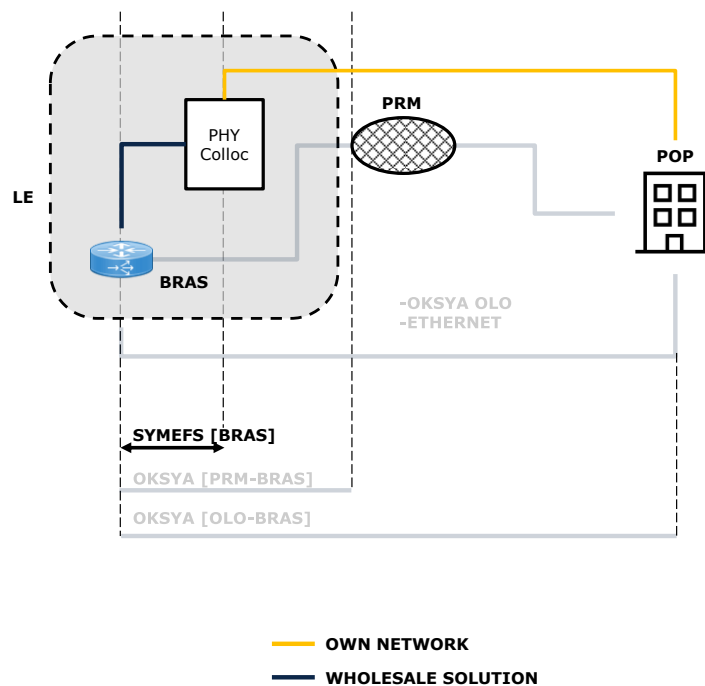 PRM
PHY
Colloc
POP
LE
BRAS
-OKSYA OLO
-ETHERNET
SYMEFS [BRAS]
OKSYA [PRM-BRAS]
OKSYA [OLO-BRAS]
OWN NETWORK
WHOLESALE SOLUTION